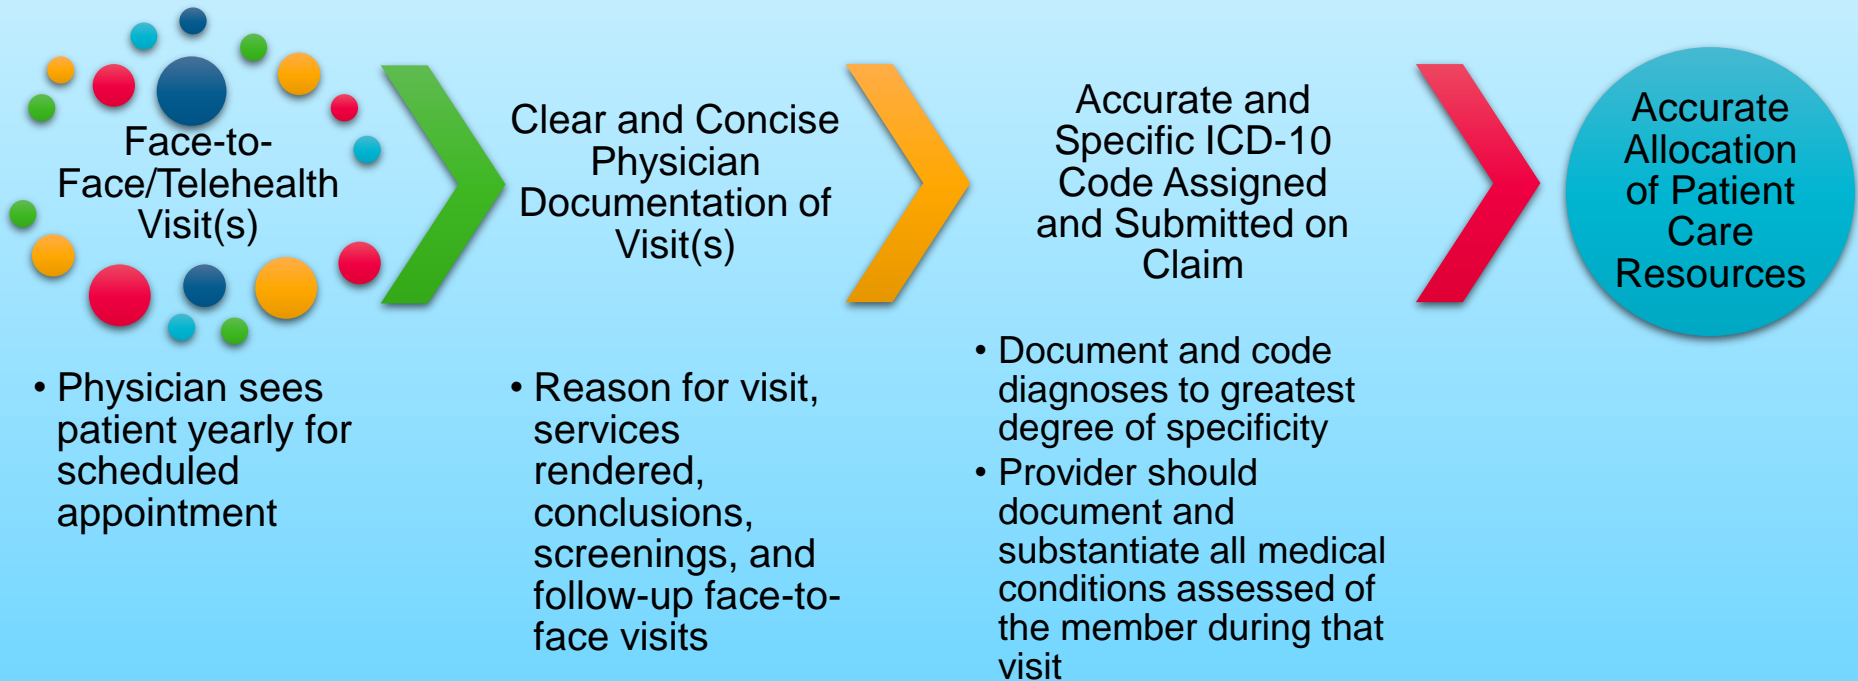 Face-to-
Face/Telehealth
Visit(s)
Clear and Concise
Physician
Documentation of
Visit(s)
Accurate and
Specific ICD-10
Code Assigned
and Submitted on
Claim
Accurate
Allocation
of Patient
Care
Resources
• Physician sees
patient yearly for
scheduled
appointment
• Reason for visit,
services
rendered,
conclusions,
screenings, and
follow-up face-to-
face visits
• Document and code
diagnoses to greatest
degree of specificity
• Provider should
document and
substantiate all medical
conditions assessed of
the member during that
visit